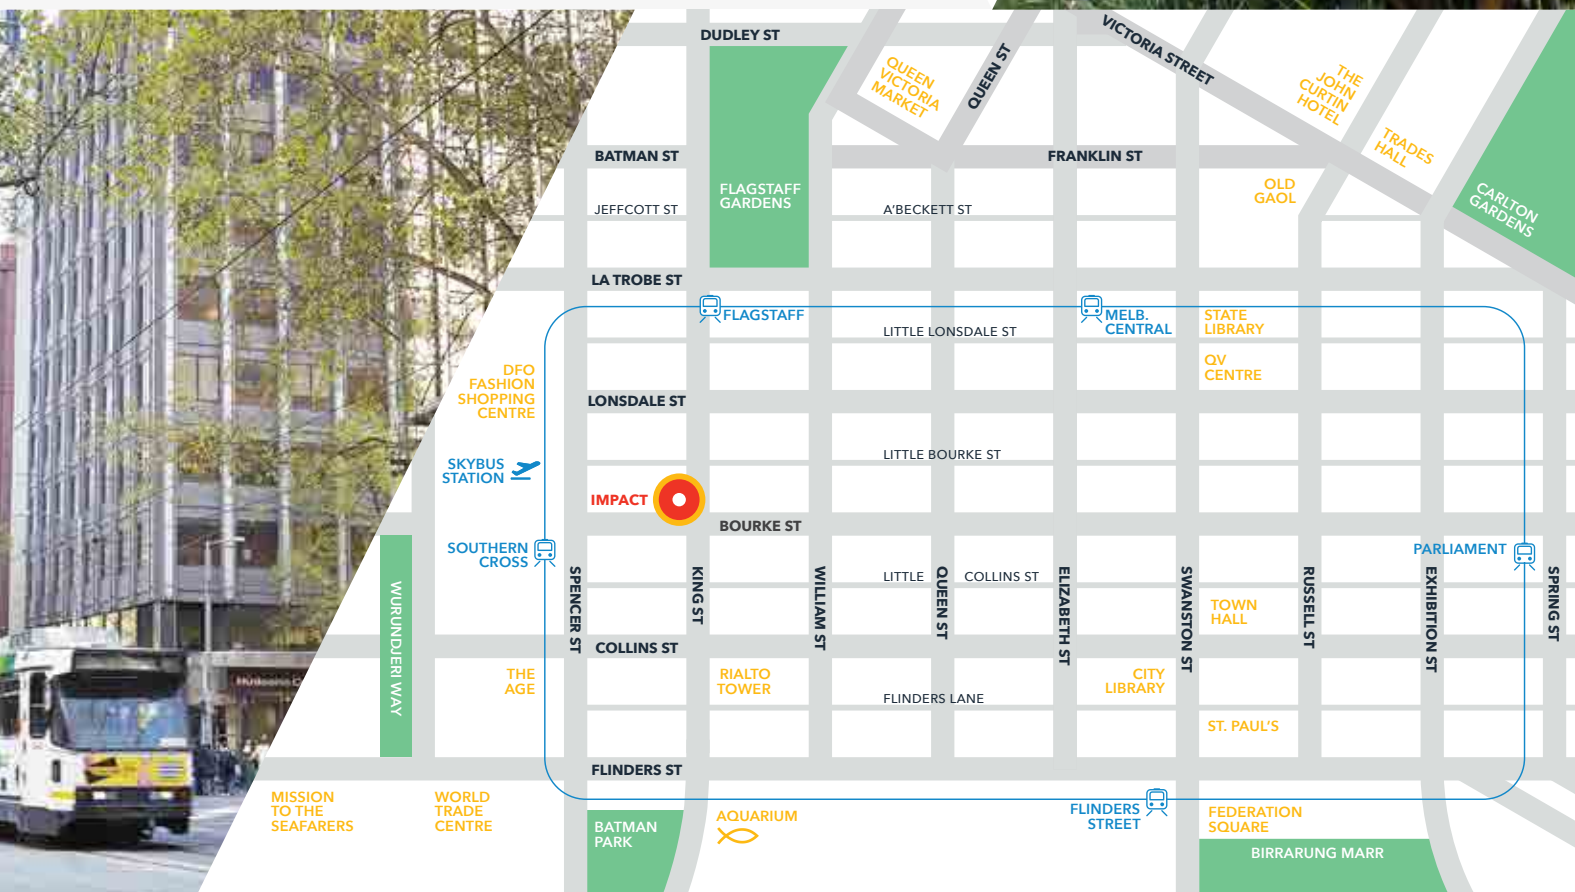 DUDLEY ST
VICTORIA STREET
QUEEN ST
QUEEN
VICTORIA
MARKET
THE
JOHN
CURTIN
HOTEL
TRADES
HALL
BATMAN ST
FRANKLIN ST
FLAGSTAFF
GARDENS
OLD
GAOL
CARLTON
GARDENS
JEFFCOTT ST
A'BECKETT ST
LA TROBE ST
FLAGSTAFF
MELB.
CENTRAL
STATE
LIBRARY
LITTLE LONSDALE ST
QV
CENTRE
DFO
FASHION
SHOPPING
CENTRE
LONSDALE ST
LITTLE BOURKE ST
SKYBUS
STATION
IMPACT
BOURKE ST
SOUTHERN
CROSS
PARLIAMENT
WURUNDJERI WAY
SPENCER ST
KING ST
WILLIAM ST
LITTLE
QUEEN ST
COLLINS ST
ELIZABETH ST
SWANSTON ST
RUSSELL ST
EXHIBITION ST
SPRING ST
TOWN
HALL
COLLINS ST
THE
AGE
RIALTO
TOWER
CITY
LIBRARY
FLINDERS LANE
ST. PAUL'S
FLINDERS ST
MISSION
TO THE
SEAFARERS
WORLD
TRADE
CENTRE
BATMAN
PARK
AQUARIUM
FLINDERS
STREET
FEDERATION
SQUARE
BIRRARUNG MARR